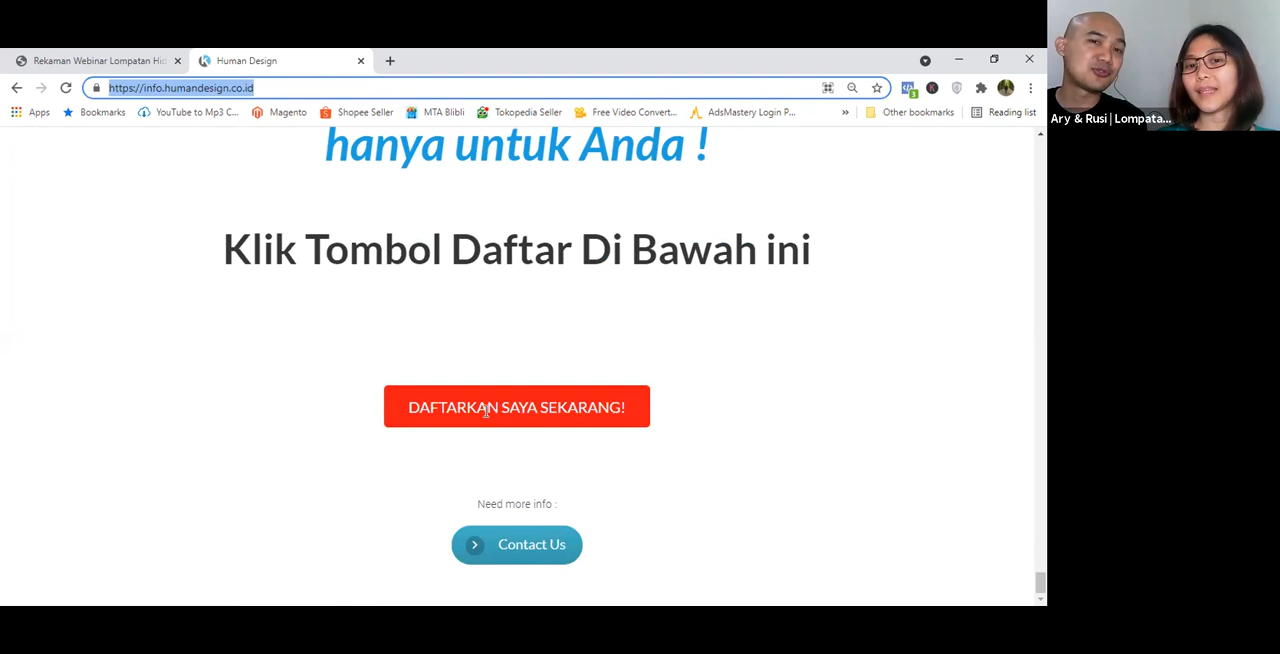 Rekaman Webinar Lompatan Hid
Human Design
https://info.humandesign.co.id
3
Apps
Bookmarks
YouTube to Mp3 C...
Magento
Shopee Seller
MTA Blibli
Tokopedia Seller
Free Video Convert...
AdsMastery Login P...
»
Other bookmarks
Reading list
Ary & Rusi | Lompata...
hanya untuk Anda !
Klik Tombol Daftar Di Bawah ini
DAFTARKAN SAYA SEKARANG!
Need more info :
Contact Us